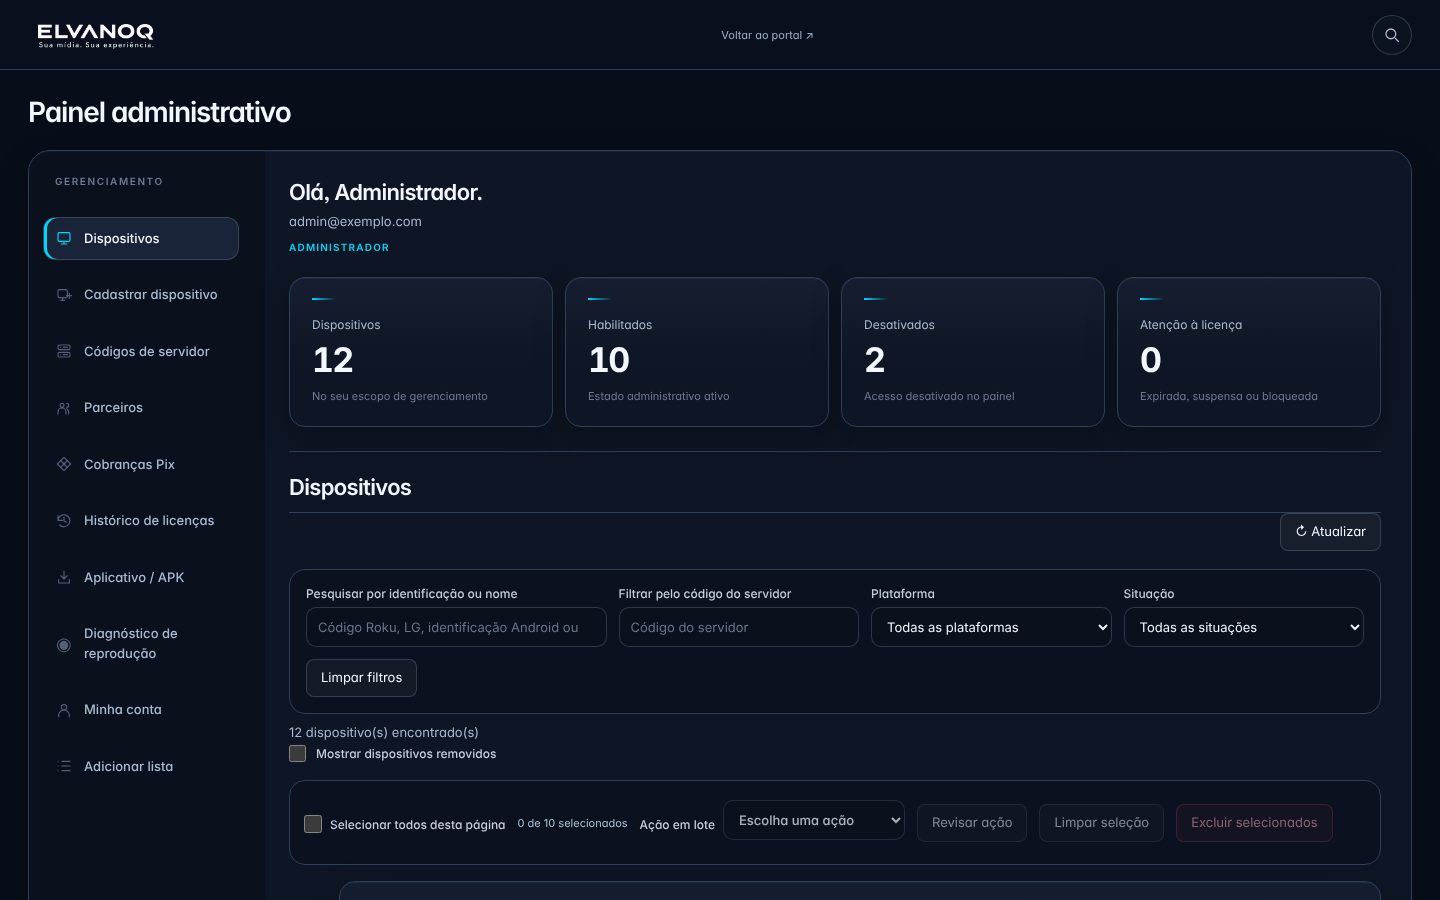 ELVANOQ
Sua mídia. Sua experiência.
Voltar ao portal ↗
Painel administrativo
GERENCIAMENTO
Dispositivos
Cadastrar dispositivo
Códigos de servidor
Parceiros
Cobranças Pix
Histórico de licenças
Aplicativo / APK
Diagnóstico de
reprodução
Minha conta
Adicionar lista
Olá, Administrador.
admin@exemplo.com
ADMINISTRADOR
Dispositivos
12
No seu escopo de gerenciamento
Habilitados
10
Estado administrativo ativo
Desativados
2
Acesso desativado no painel
Atenção à licença
0
Expirada, suspensa ou bloqueada
Dispositivos
↻ Atualizar
Pesquisar por identificação ou nome
Código Roku, LG, identificação Android ou
Filtrar pelo código do servidor
Código do servidor
Plataforma
Todas as plataformas
Situação
Todas as situações
Limpar filtros
12 dispositivo(s) encontrado(s)
Mostrar dispositivos removidos
Selecionar todos desta página
0 de 10 selecionados
Ação em lote
Escolha uma ação
Revisar ação
Limpar seleção
Excluir selecionados